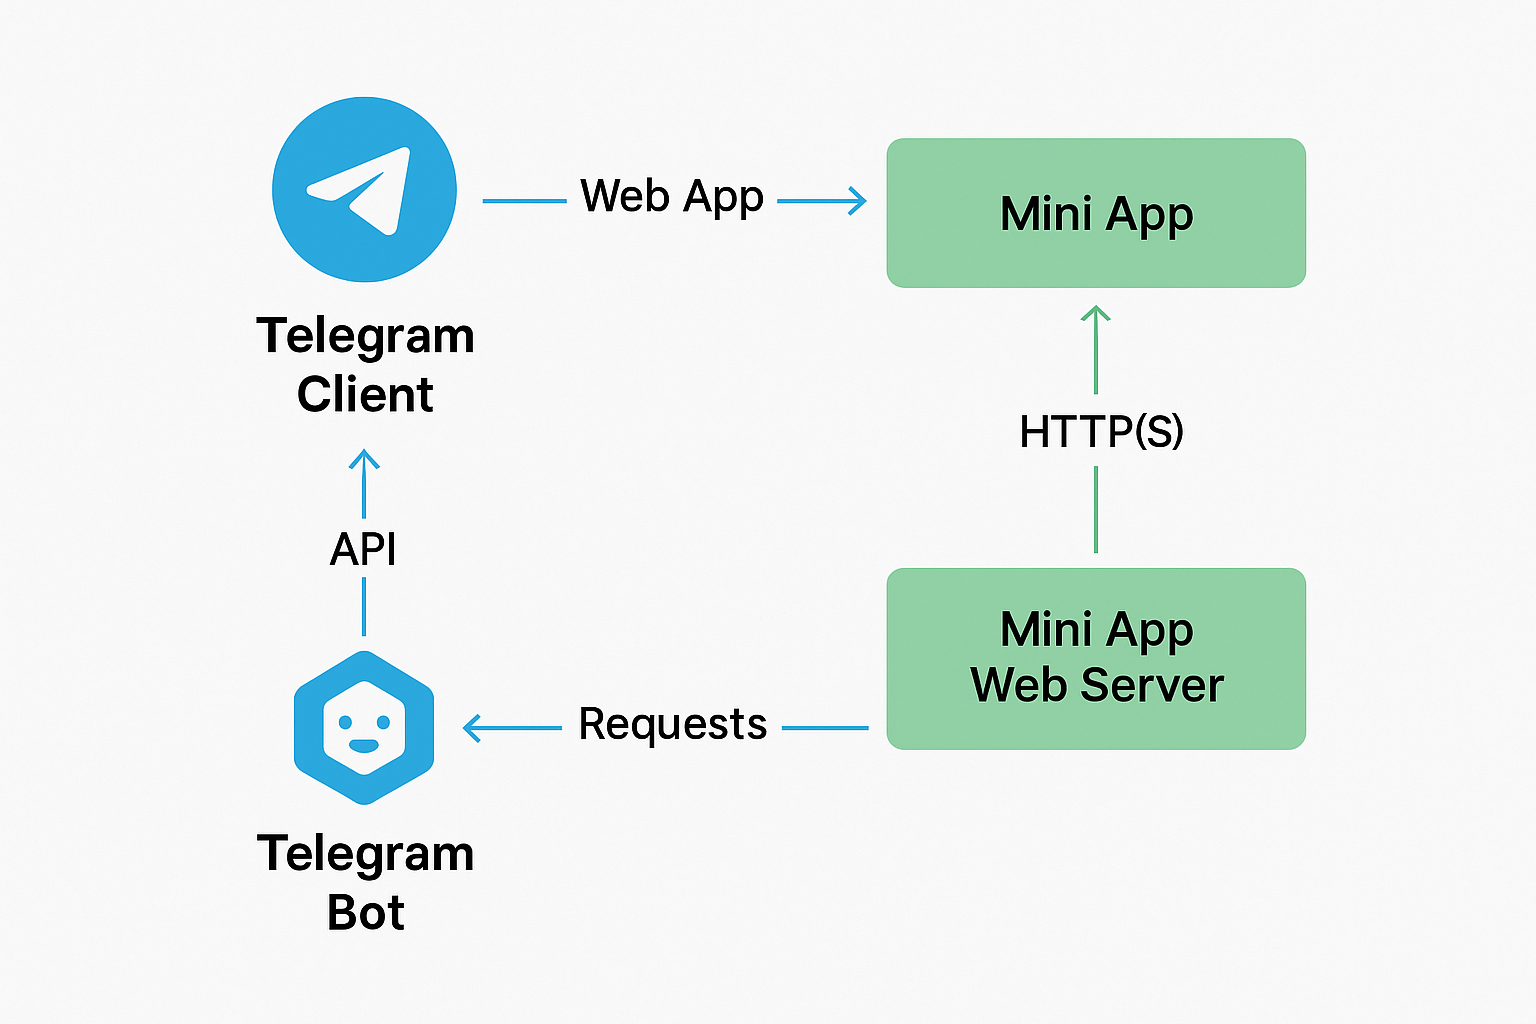 Web App
Mini App
Telegram
Client
HTTP(S)
API
Mini App
Web Server
Requests
Telegram
Bot